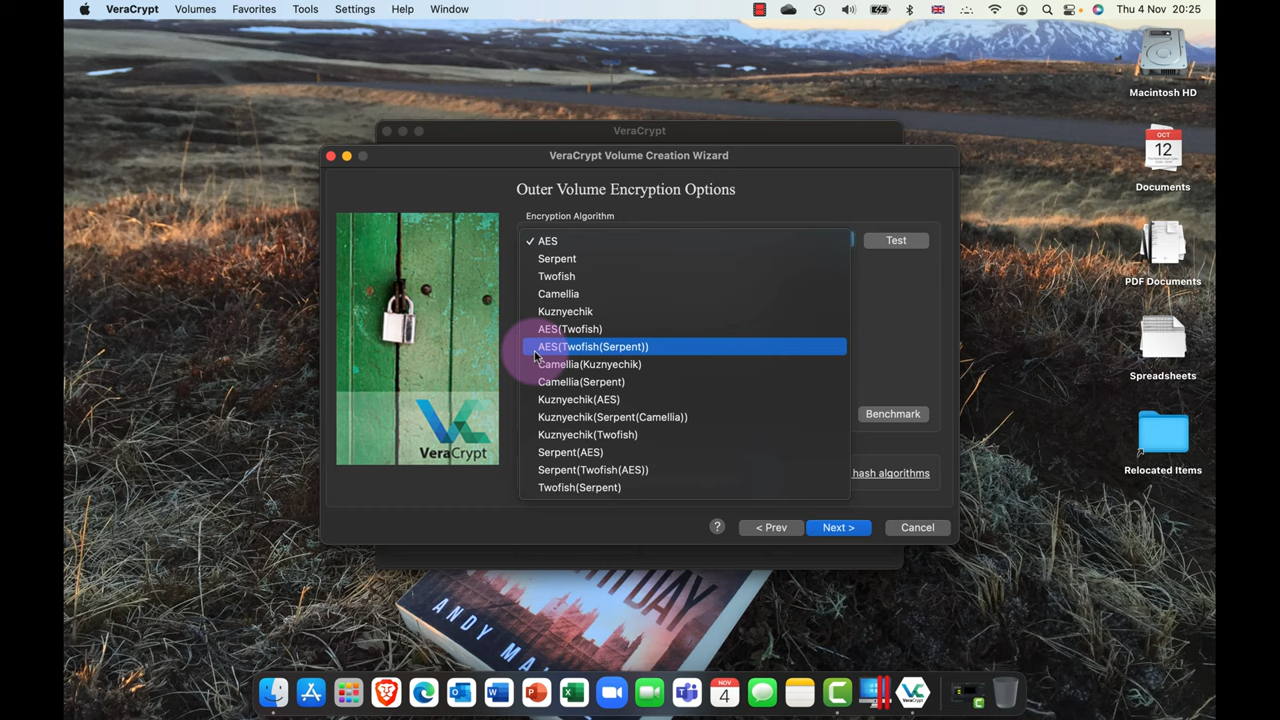 VeraCrypt Volumes Favorites Tools Settings Help Window Thu 4 Nov 20:25
Macintosh HD
OCT
12
Documents
PDF Documents
Spreadsheets
Relocated Items
VeraCrypt
VeraCrypt Volume Creation Wizard
Outer Volume Encryption Options
Encryption Algorithm
✓ AES
Test
Serpent
Twofish
Camellia
Kuznyechik
AES(Twofish)
AES(Twofish(Serpent))
Camellia(Kuznyechik)
Camellia(Serpent)
Kuznyechik(AES)
Kuznyechik(Serpent(Camellia))
Benchmark
Kuznyechik(Twofish)
Serpent(AES)
Serpent(Twofish(AES))
hash algorithms
Twofish(Serpent)
VeraCrypt
? < Prev Next > Cancel
DAY
ANDY
NOV
4